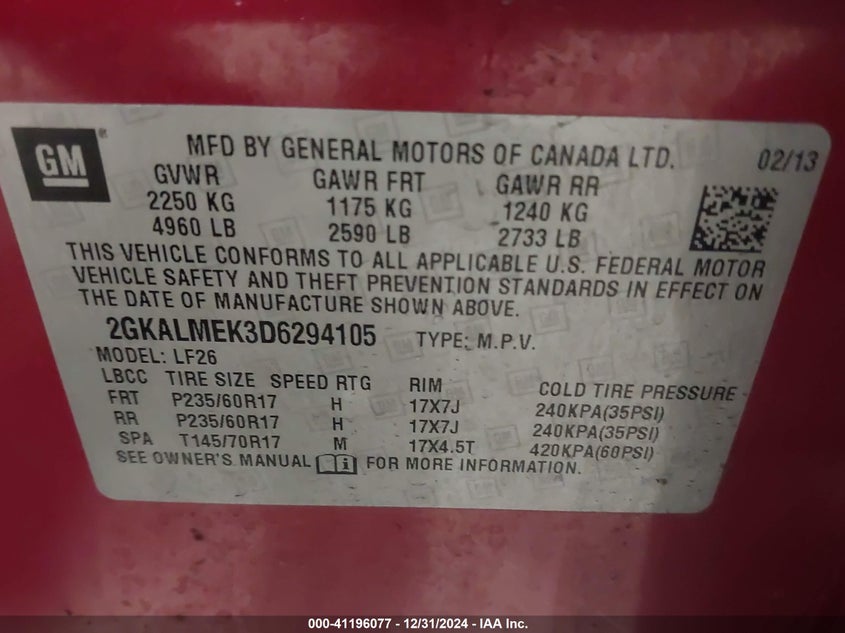 GM ® MFD BY GENERAL MOTORS OF CANADA LTD. 02/13
GVWR GAWR FRT GAWR RR
2250 KG 1175 KG 1240 KG
4960 LB 2590 LB 2733 LB
THIS VEHICLE CONFORMS TO ALL APPLICABLE U.S. FEDERAL MOTOR
VEHICLE SAFETY AND THEFT PREVENTION STANDARDS IN EFFECT ON
THE DATE OF MANUFACTURE SHOWN ABOVE.
2GKALMEK3D6294105 TYPE: M.P.V.
MODEL: LF26
LBCC TIRE SIZE SPEED RTG RIM COLD TIRE PRESSURE
FRT P235/60R17 H 17X7J 240KPA(35PSI)
RR P235/60R17 H 17X7J 240KPA(35PSI)
SPA T145/70R17 M 17X4.5T 420KPA(60PSI)
SEE OWNER'S MANUAL FOR MORE INFORMATION.
000-41196077 - 12/31/2024 - IAA Inc.